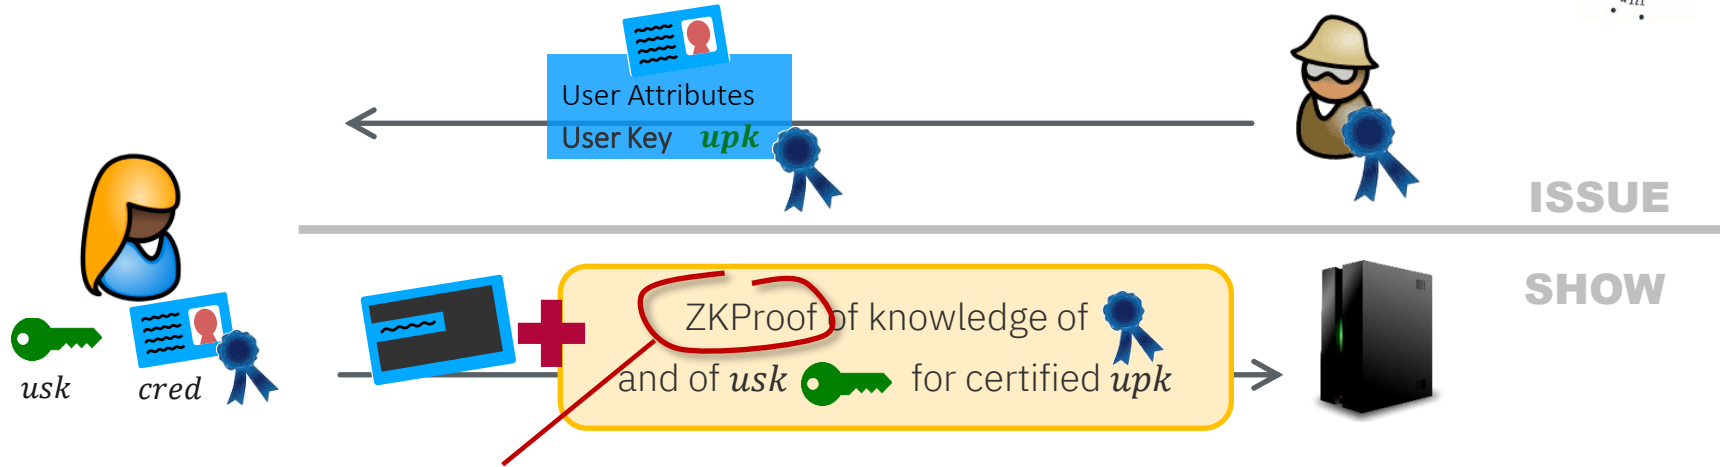 User Attributes
User Key upk
ISSUE
SHOW
ZKProof of knowledge of
and of usk for certified upk
usk
cred